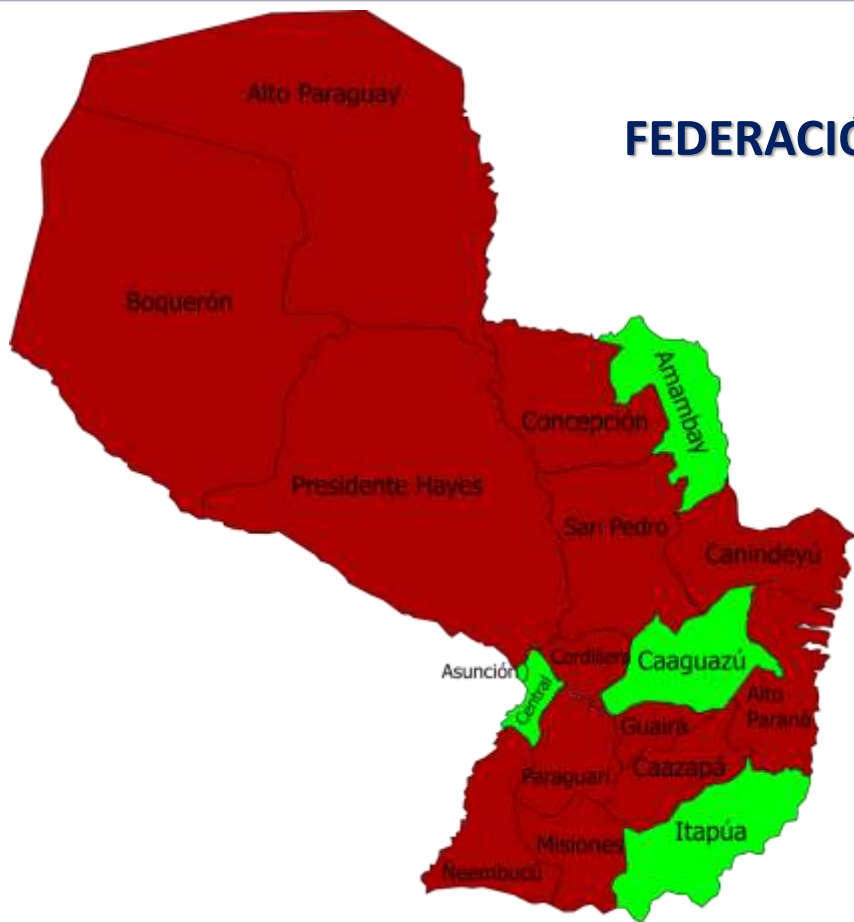 Alto Paraguay
FEDERACIÓ
Boquerón
Amambay
Concepción
Presidente Hayes
San Pedro
Canindeyú
Asunción
Central
Cordillera
Caaguazú
Alto
Paraná
Guairá
Paraguarí
Caazapá
Itapúa
Misiones
Ñeembucú